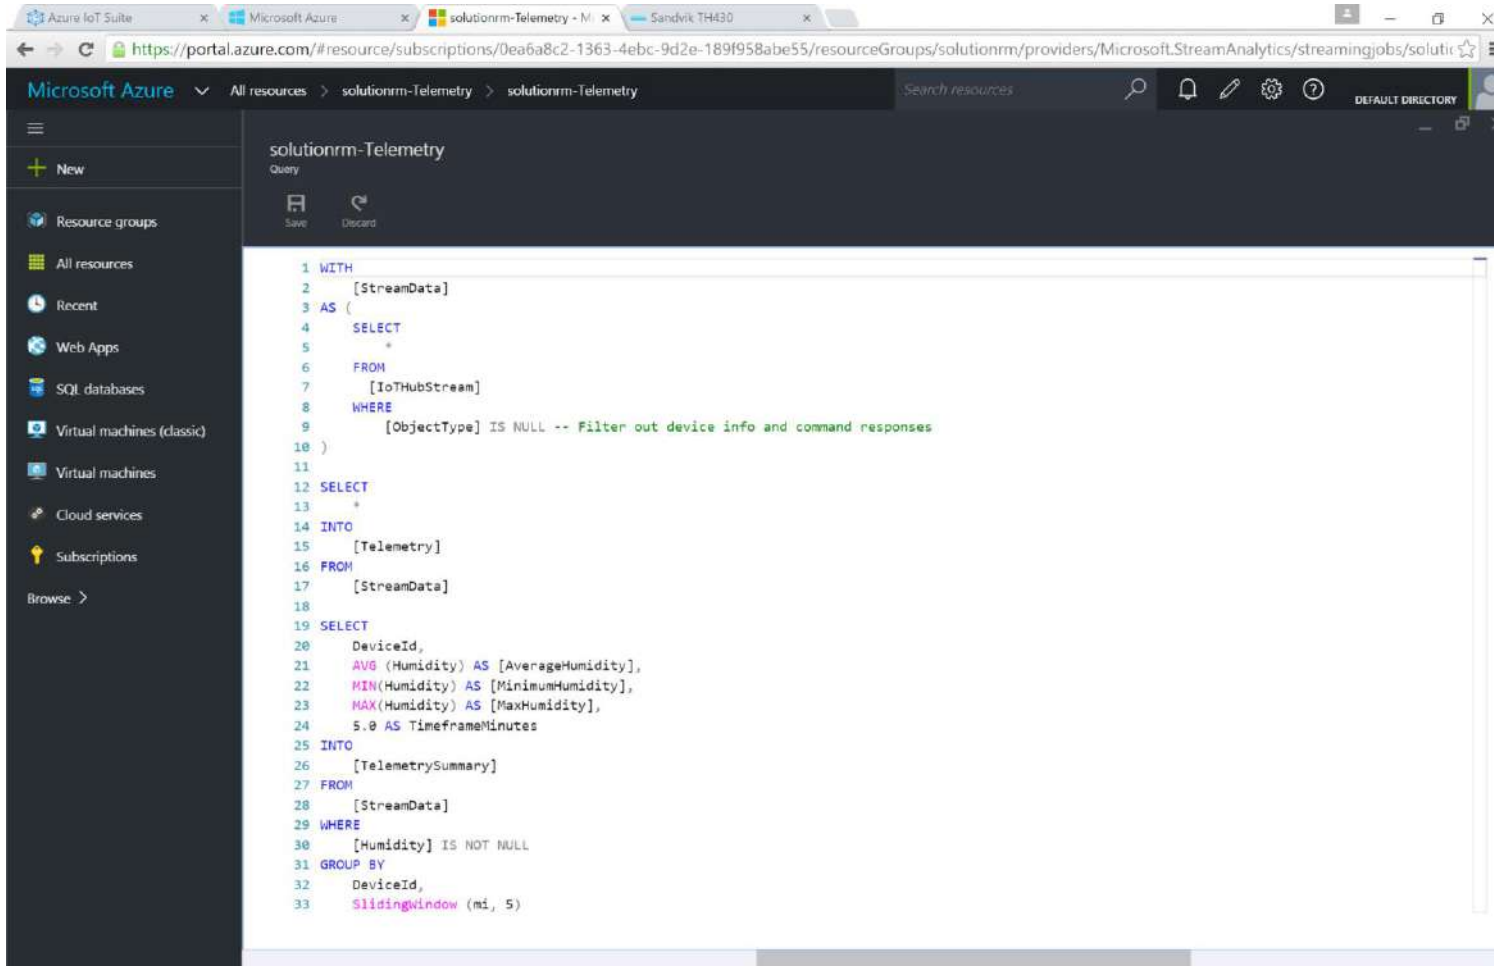 Azure IoT Suite
Microsoft Azure
solutionrm-Telemetry - M
Sandvik TH430
https://portal.azure.com/#resource/subscriptions/0ea6a8c2-1363-4ebc-9d2e-189f958abe55/resourceGroups/solutionrm/providers/Microsoft.StreamAnalytics/streamingjobs/solutic
Microsoft Azure All resources > solutionrm-Telemetry > solutionrm-Telemetry Search resources DEFAULT DIRECTORY
New
Resource groups
All resources
Recent
Web Apps
SQL databases
Virtual machines (classic)
Virtual machines
Cloud services
Subscriptions
Browse >
solutionrm-Telemetry
Query
Save Discard
1 WITH
2 [StreamData]
3 AS (
4 SELECT
5 *
6 FROM
7 [IoTHubStream]
8 WHERE
9 [ObjectType] IS NULL -- Filter out device info and command responses
10 )
11
12 SELECT
13 *
14 INTO
15 [Telemetry]
16 FROM
17 [StreamData]
18
19 SELECT
20 DeviceId,
21 AVG (Humidity) AS [AverageHumidity],
22 MIN(Humidity) AS [MinimumHumidity],
23 MAX(Humidity) AS [MaxHumidity],
24 5.0 AS TimeframeMinutes
25 INTO
26 [TelemetrySummary]
27 FROM
28 [StreamData]
29 WHERE
30 [Humidity] IS NOT NULL
31 GROUP BY
32 DeviceId,
33 SlidingWindow (mi, 5)